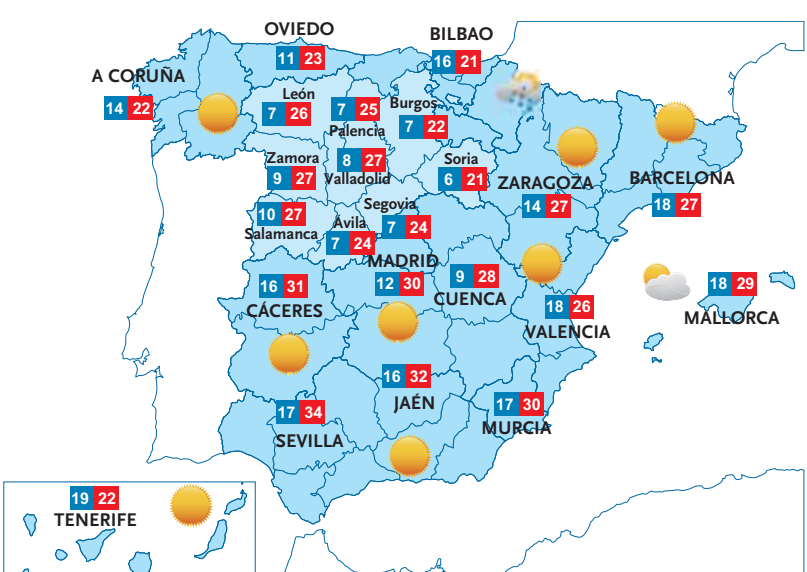 OVIEDO
11 23
BILBAO
16 21
A CORUÑA
14 22
León
7 26
7 25
Palencia
Burgos
7 22
Zamora
9 27
8 27
Valladolid
Soria
6 21
ZARAGOZA
14 27
BARCELONA
18 27
10 27
Salamanca
Ávila
7 24
Segovia
7 24
MADRID
12 30
9 28
CUENCA
16 31
CÁCERES
18 26
VALENCIA
18 29
MALLORCA
16 32
JAÉN
17 34
SEVILLA
17 30
MURCIA
19 22
TENERIFE